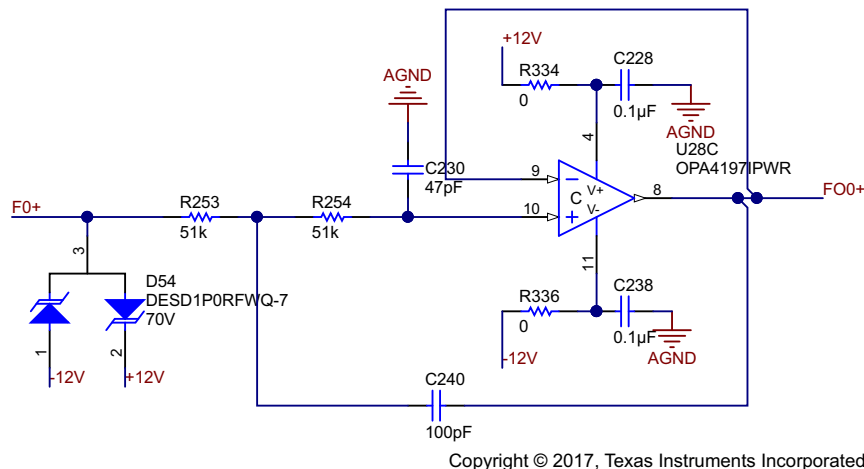 +12V
C228
R334
AGND
0
0.1µF
AGND
4
U28C
OPA4197IPWR
C230
47pF
9
V+
8
FO0+
F0+
R253
R254
C
10
V-
51k
51k
3
11
D54
DESD1P0RFWQ-7
70V
R336
C238
0
0.1µF
1
2
-12V
AGND
-12V
+12V
C240
100pF
Copyright © 2017, Texas Instruments Incorporated